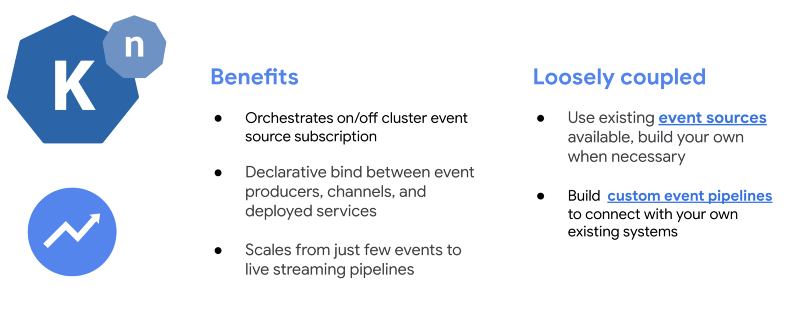 K
n
Benefits
● Orchestrates on/off cluster event
source subscription
● Declarative bind between event
producers, channels, and
deployed services
● Scales from just few events to
live streaming pipelines
Loosely coupled
● Use existing event sources
available, build your own
when necessary
● Build custom event pipelines
to connect with your own
existing systems